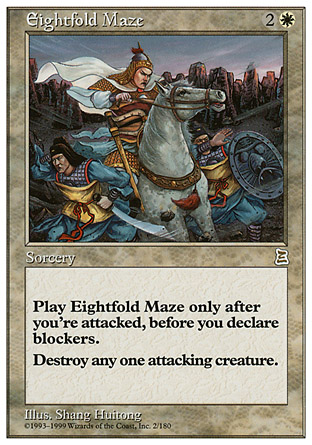 Eightfold Maze 2
Sorcery
Play Eightfold Maze only after
you're attacked, before you declare
blockers.
Destroy any one attacking creature.
Illus. Shang Huitong
©1993-1999 Wizards of the Coast, Inc. 2/180